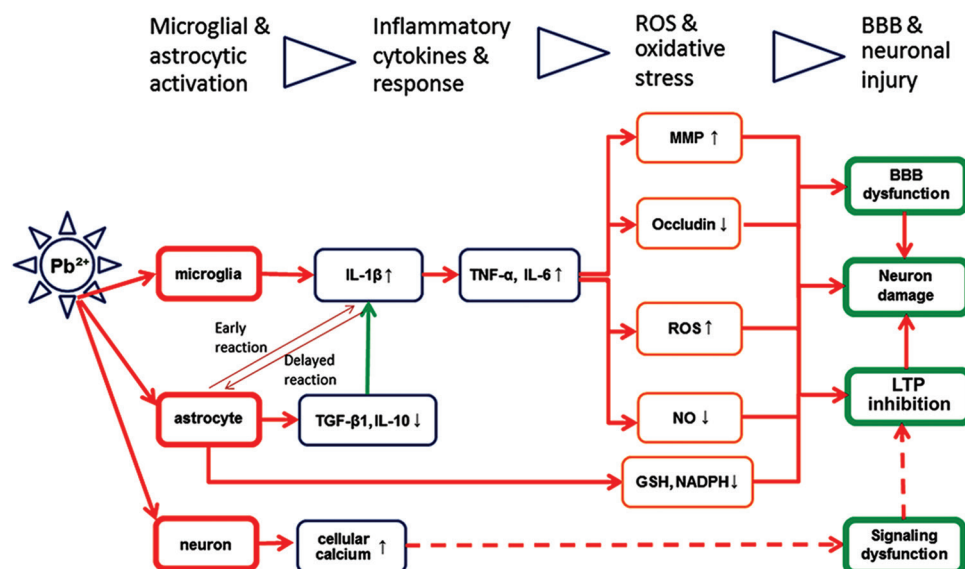 Microglial &
astrocytic
activation
Inflammatory
cytokines &
response
ROS &
oxidative
stress
BBB &
neuronal
injury
MMP ↑
BBB
dysfunction
Occludin ↓
Pb²⁺
microglia
IL-1β ↑
TNF-α, IL-6 ↑
Neuron
damage
Early
reaction
ROS ↑
Delayed
reaction
astrocyte
TGF-β1, IL-10 ↓
NO ↓
LTP
inhibition
GSH, NADPH ↓
neuron
cellular
calcium ↑
Signaling
dysfunction